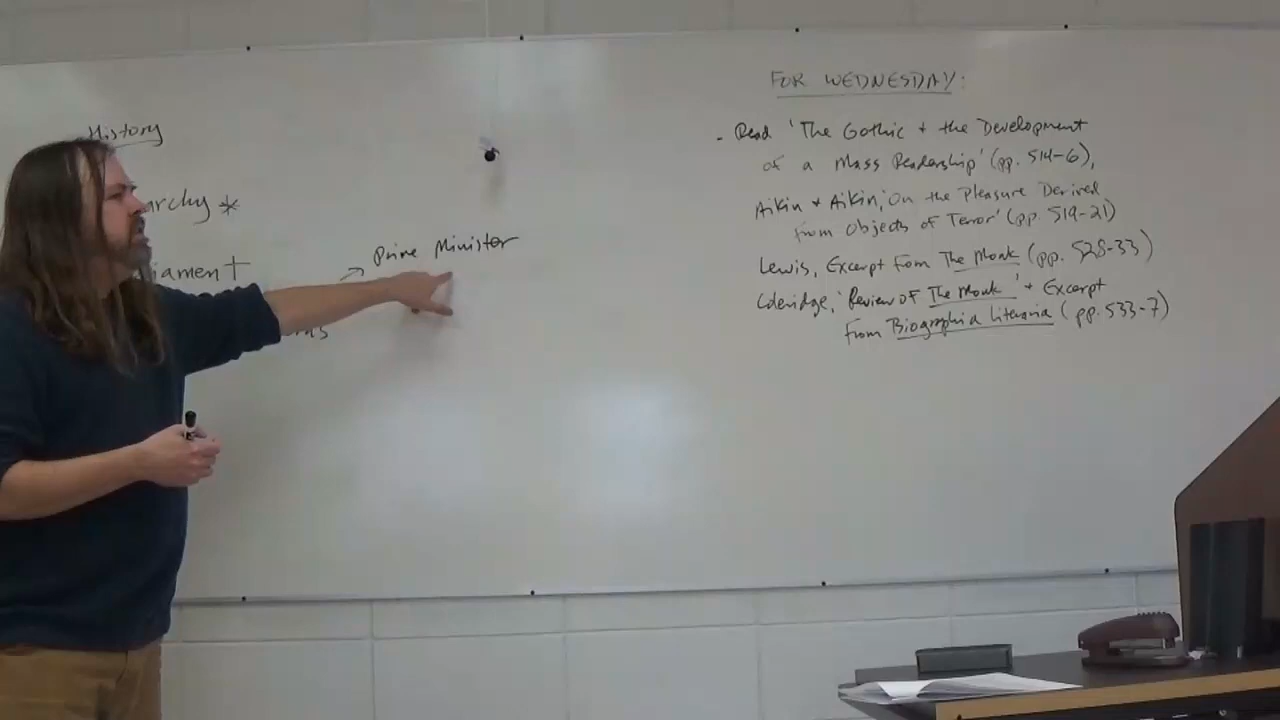 History
archy *
liament
→ Prime Minister
FOR WEDNESDAY:
- Read 'The Gothic + the Development
of a Mass Readership' (pp. 514-6),
Aikin + Aikin, 'On the Pleasure Derived
from Objects of Terror' (pp. 519-21)
Lewis, Excerpt from The Monk (pp. 528-33)
Coleridge, 'Review of The Monk' + Excerpt
from Biographia Literaria (pp. 533-7)